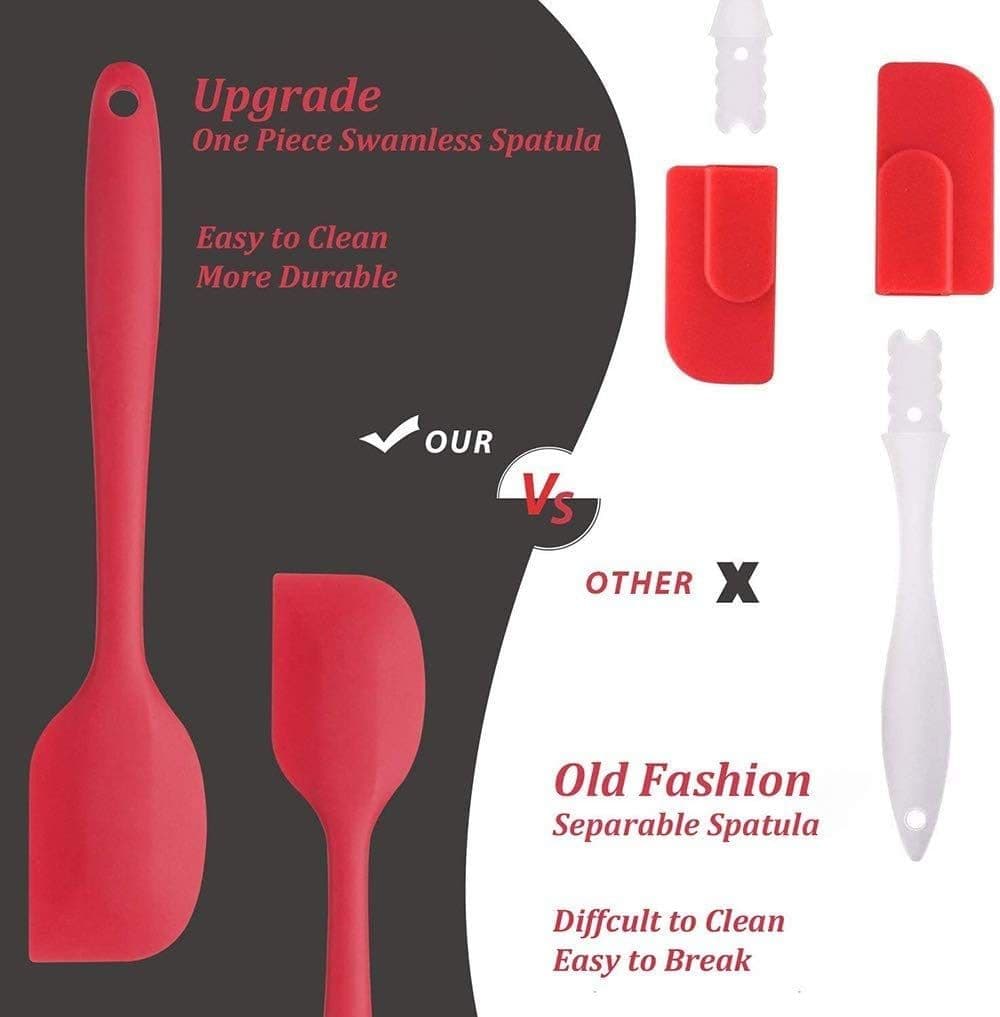 Upgrade
One Piece Swamless Spatula
Easy to Clean
More Durable
OUR
Vs
OTHER X
Old Fashion
Separable Spatula
Diffcult to Clean
Easy to Break